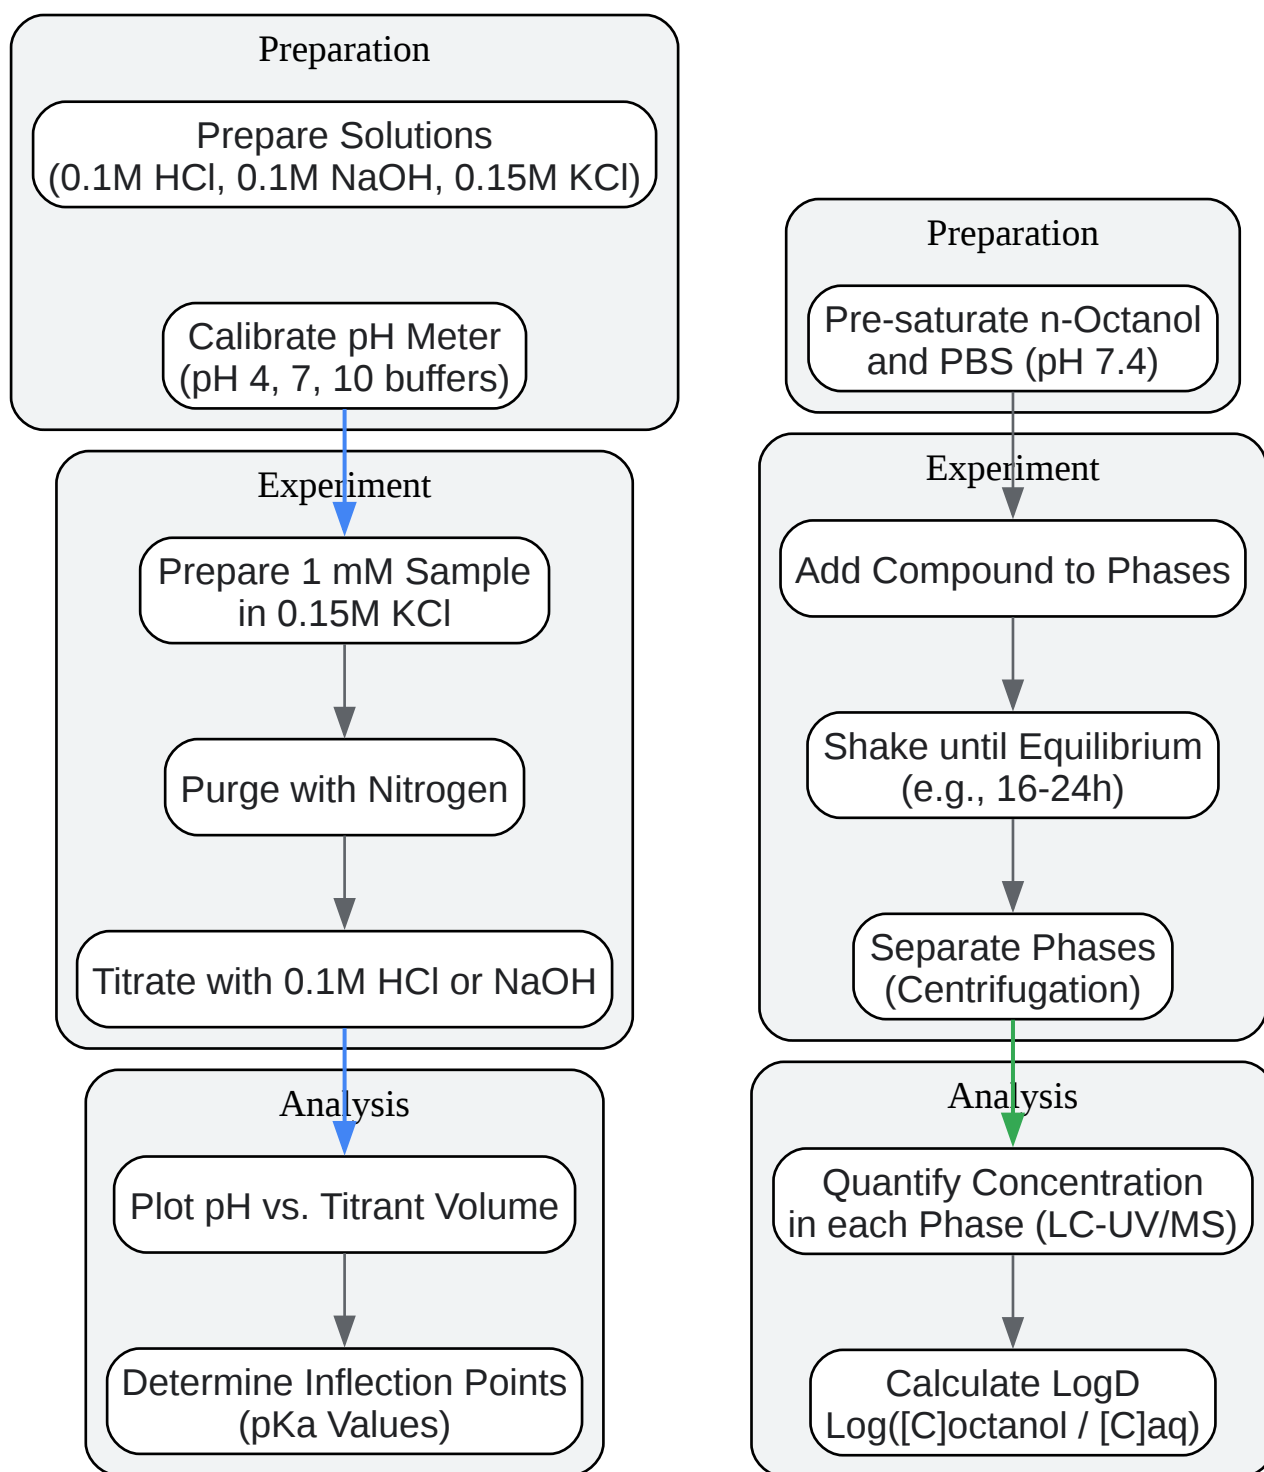 Preparation
Prepare Solutions
(0.1M HCl, 0.1M NaOH, 0.15M KCl)
Calibrate pH Meter
(pH 4, 7, 10 buffers)
Experiment
Prepare 1 mM Sample
in 0.15M KCl
Purge with Nitrogen
Titrate with 0.1M HCl or NaOH
Analysis
Plot pH vs. Titrant Volume
Determine Inflection Points
(pKa Values)
Preparation
Pre-saturate n-Octanol
and PBS (pH 7.4)
Experiment
Add Compound to Phases
Shake until Equilibrium
(e.g., 16-24h)
Separate Phases
(Centrifugation)
Analysis
Quantify Concentration
in each Phase (LC-UV/MS)
Calculate LogD
Log([C]octanol / [C]aq)